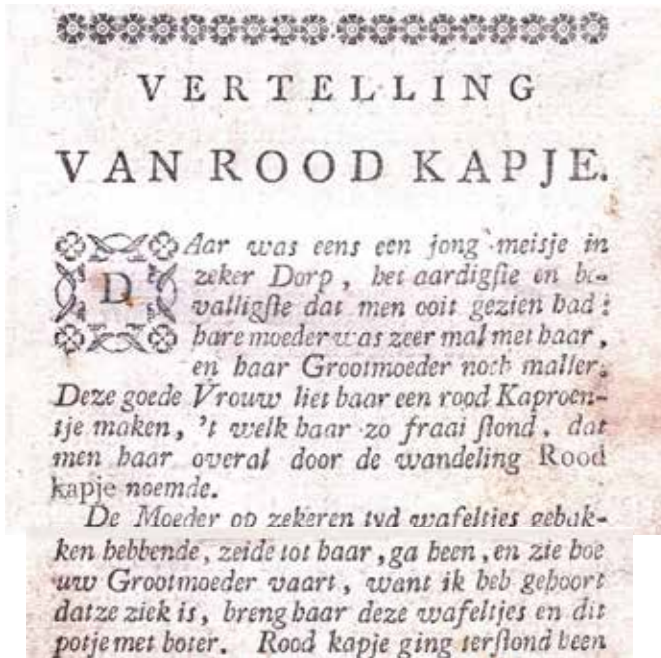 VERTELLING
VAN ROOD KAPJE.
DAar was eens een jong meisje in
zeker Dorp, het aardigſte en be-
valligſte dat men ooit gezien had:
hare moeder was zeer mal met haar,
en haar Grootmoeder noch maller.
Deze goede Vrouw liet haar een rood Kaproen-
tje maken, 't welk haar zo fraai ſtond, dat
men haar overal door de wandeling Rood
kapje noemde.
De Moeder op zekeren tyd wafeltjes gebak-
ken hebbende, zeide tot haar, ga heen, en zie hoe
uw Grootmoeder vaart, want ik heb gehoort
datze ziek is, breng haar deze wafeltjes en dit
potje met boter. Rood kapje ging terſtond heen